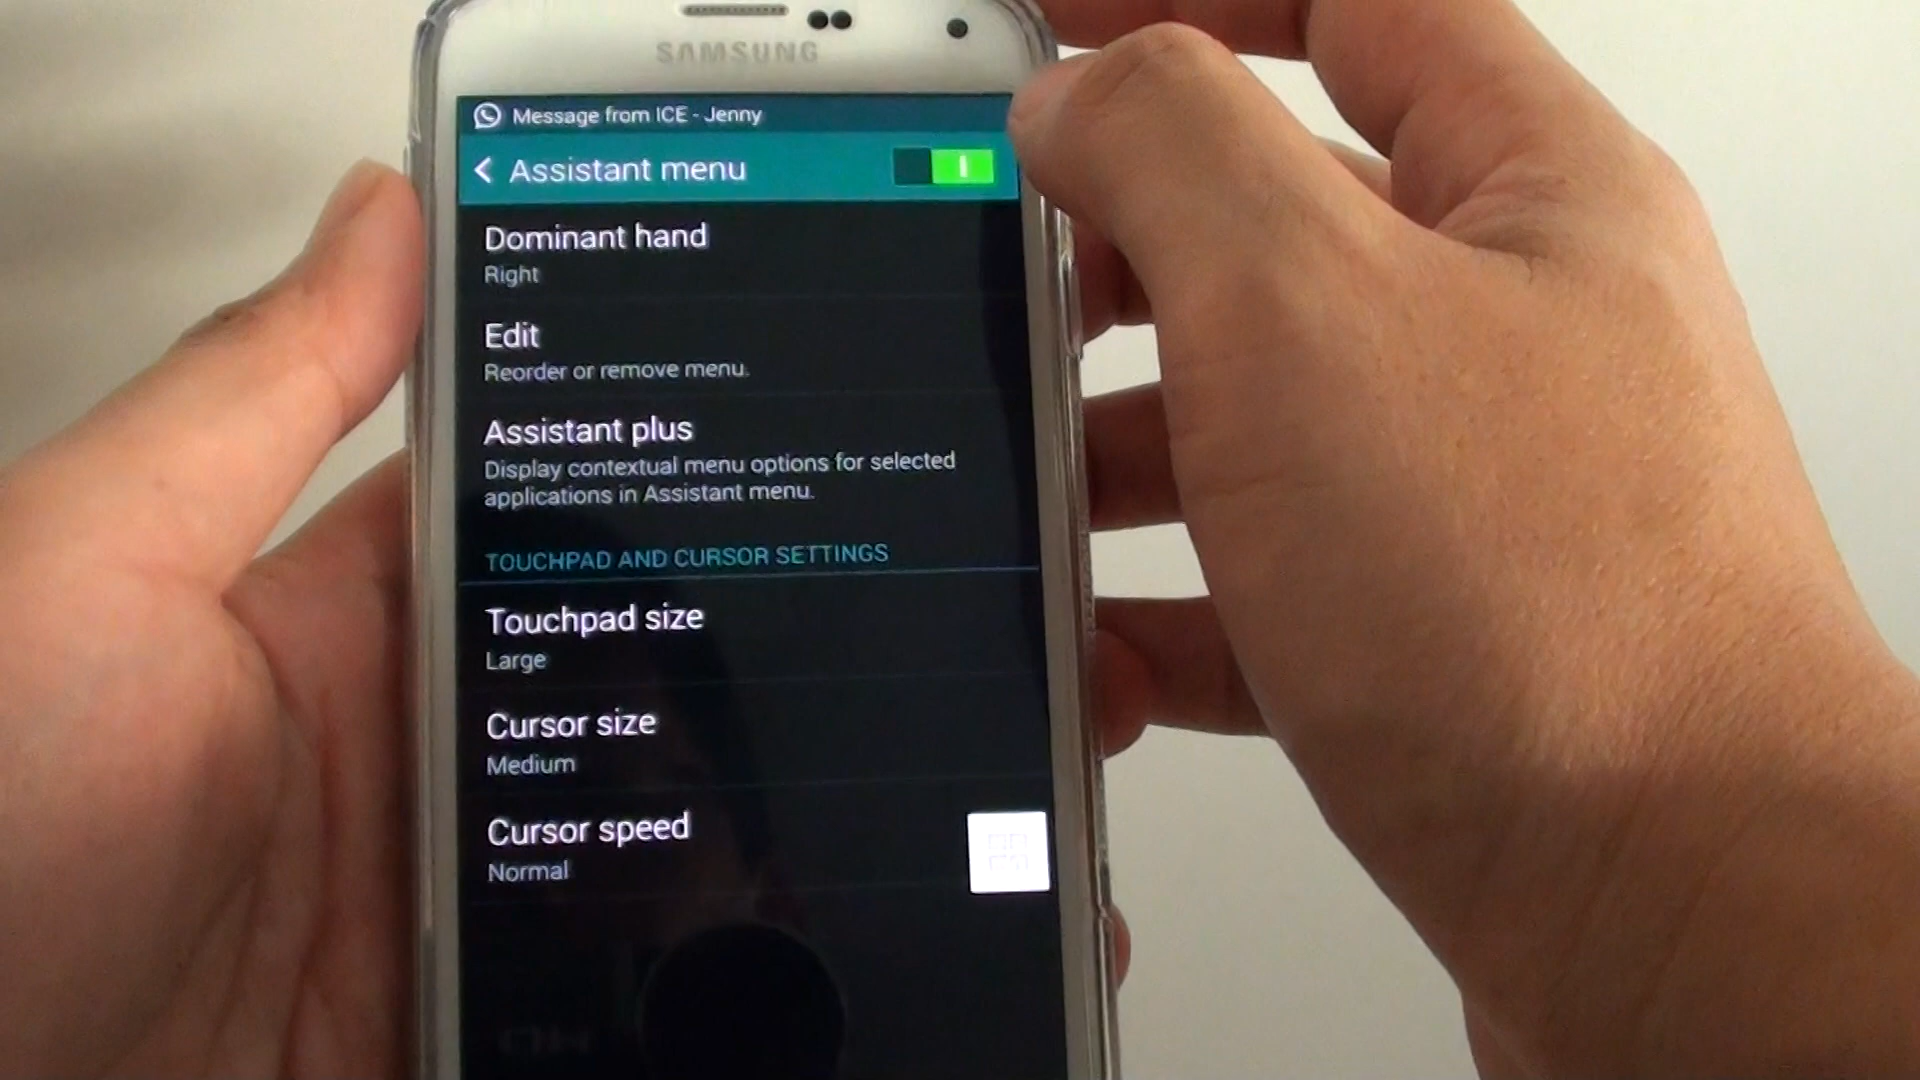 SAMSUNG
Message from ICE - Jenny
Assistant menu
Dominant hand
Right
Edit
Reorder or remove menu.
Assistant plus
Display contextual menu options for selected
applications in Assistant menu.
TOUCHPAD AND CURSOR SETTINGS
Touchpad size
Large
Cursor size
Medium
Cursor speed
Normal